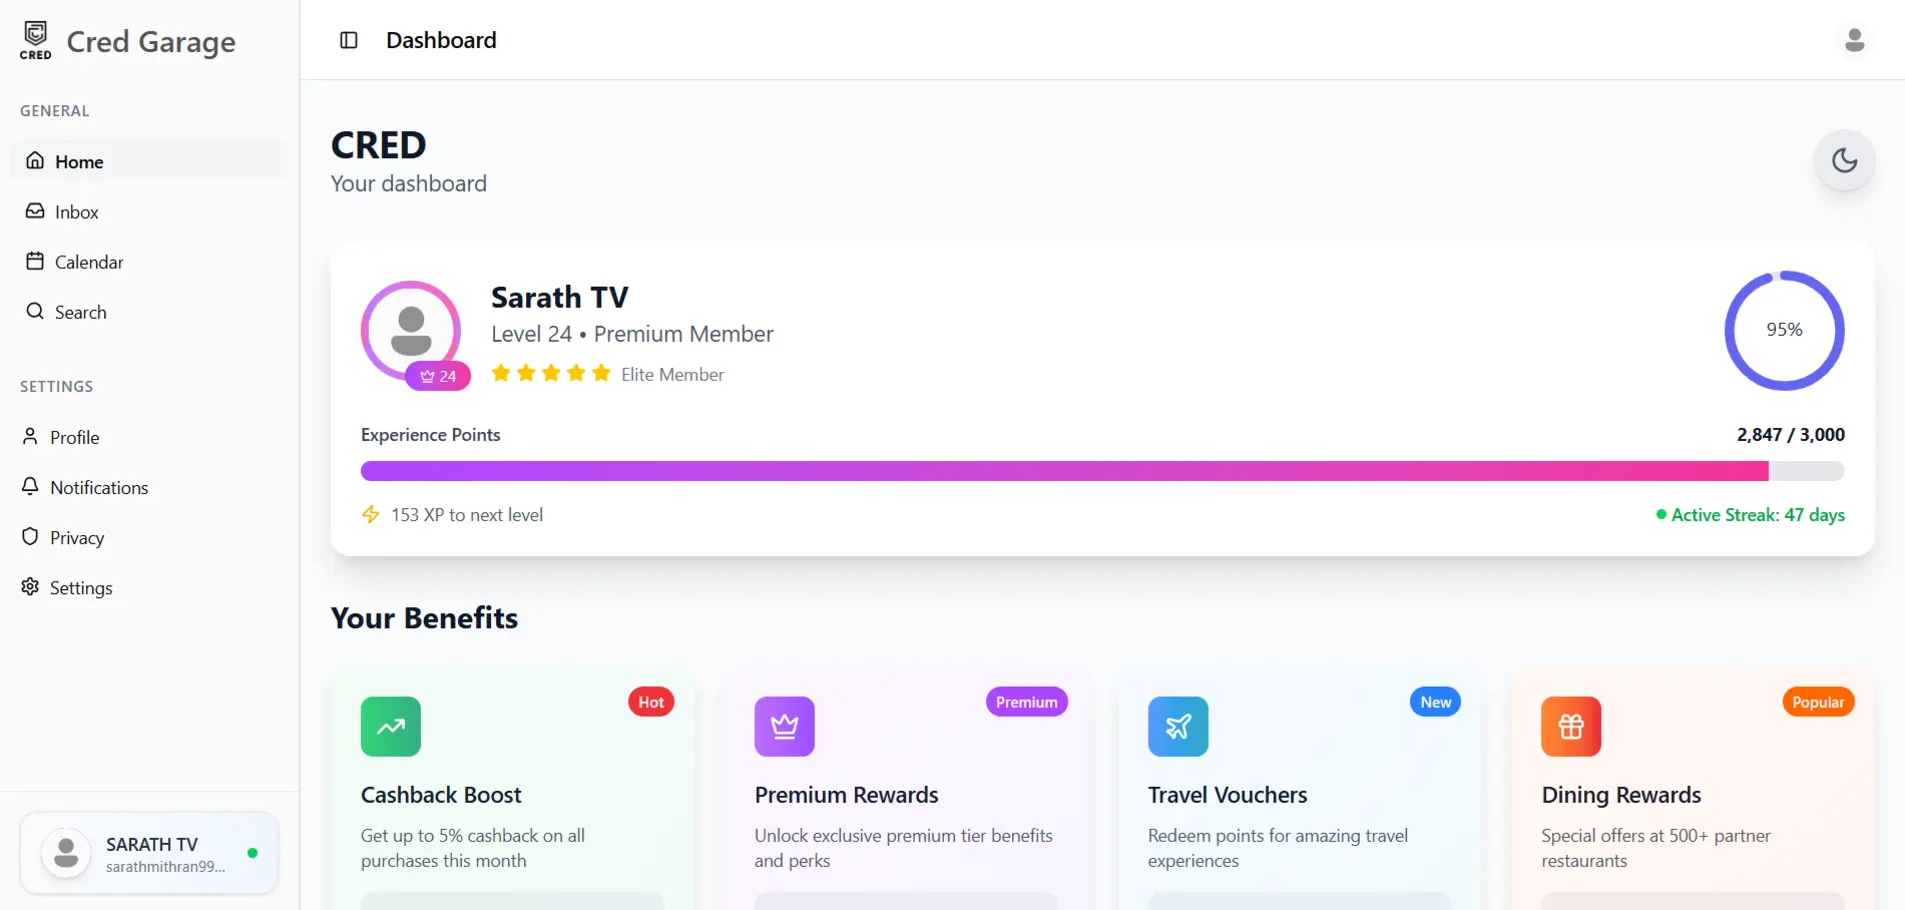 CRED
Cred Garage
GENERAL
Home
Inbox
Calendar
Search
SETTINGS
Profile
Notifications
Privacy
Settings
SARATH TV
sarathmithran99...
Dashboard
CRED
Your dashboard
24
Sarath TV
Level 24 • Premium Member
Elite Member
95%
Experience Points
2,847 / 3,000
153 XP to next level
Active Streak: 47 days
Your Benefits
Hot
Cashback Boost
Get up to 5% cashback on all
purchases this month
Premium
Premium Rewards
Unlock exclusive premium tier benefits
and perks
New
Travel Vouchers
Redeem points for amazing travel
experiences
Popular
Dining Rewards
Special offers at 500+ partner
restaurants